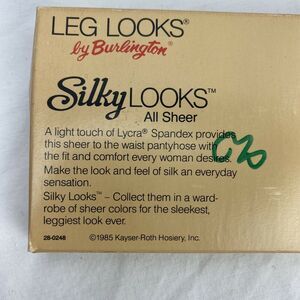 LEG LOOKS®
by Burlington®
Silky LOOKS™
All Sheer
A light touch of Lycra® Spandex provides
this sheer to the waist pantyhose with
the fit and comfort every woman desires.
Make the look and feel of silk an everyday
sensation.
Silky Looks™ – Collect them in a ward-
robe of sheer colors for the sleekest,
leggiest look ever.
28-0248
©1985 Kayser-Roth Hosiery, Inc.